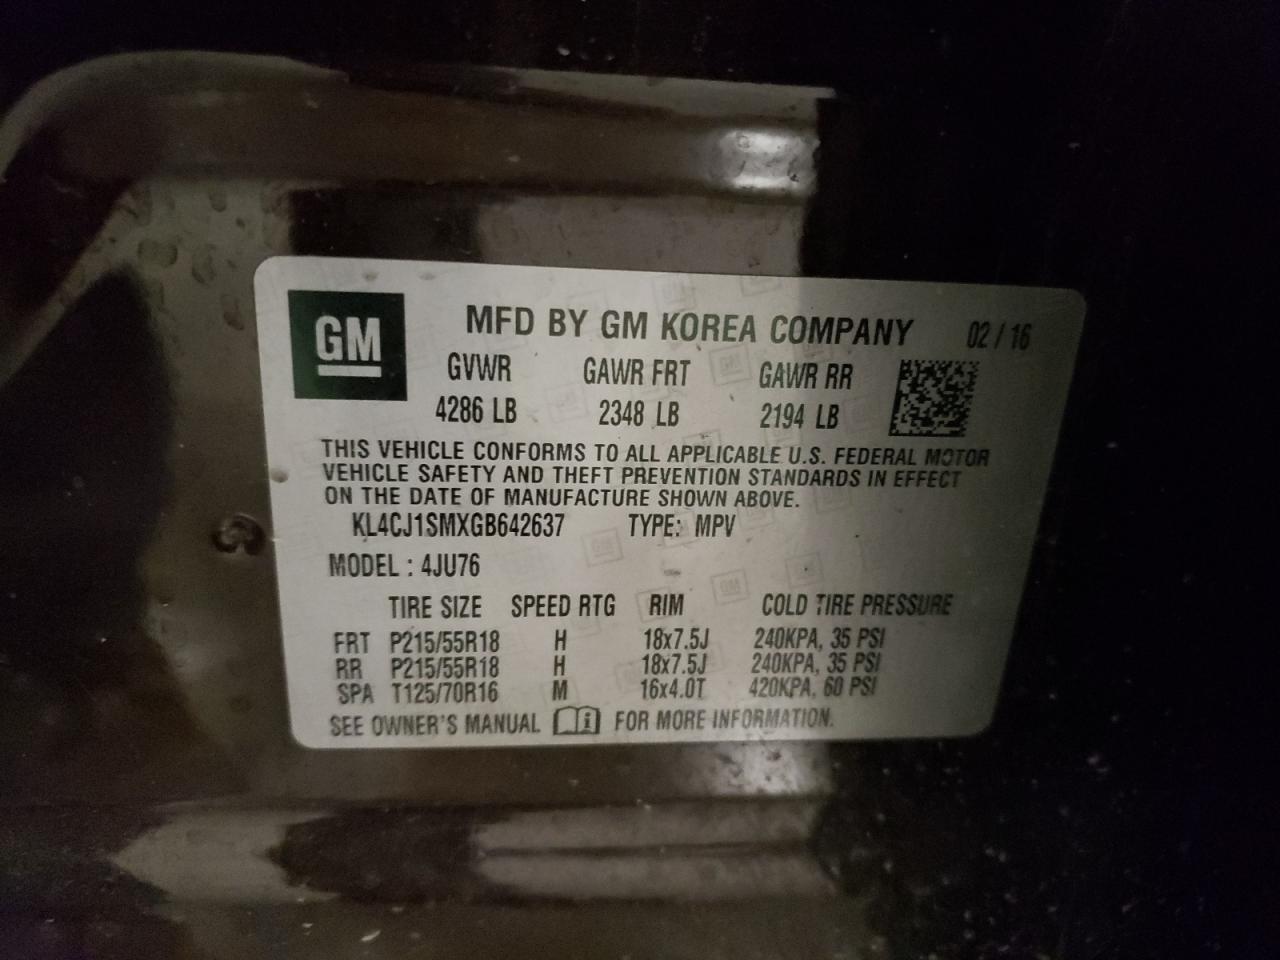 GM
MFD BY GM KOREA COMPANY 02 / 16
GVWR GAWR FRT GAWR RR
4286 LB 2348 LB 2194 LB
THIS VEHICLE CONFORMS TO ALL APPLICABLE U.S. FEDERAL MOTOR
VEHICLE SAFETY AND THEFT PREVENTION STANDARDS IN EFFECT
ON THE DATE OF MANUFACTURE SHOWN ABOVE.
KL4CJ1SMXGB642637 TYPE: MPV
MODEL : 4JU76
TIRE SIZE SPEED RTG RIM COLD TIRE PRESSURE
FRT P215/55R18 H 18x7.5J 240KPA, 35 PSI
RR P215/55R18 H 18x7.5J 240KPA, 35 PSI
SPA T125/70R16 M 16x4.0T 420KPA, 60 PSI
SEE OWNER'S MANUAL FOR MORE INFORMATION.